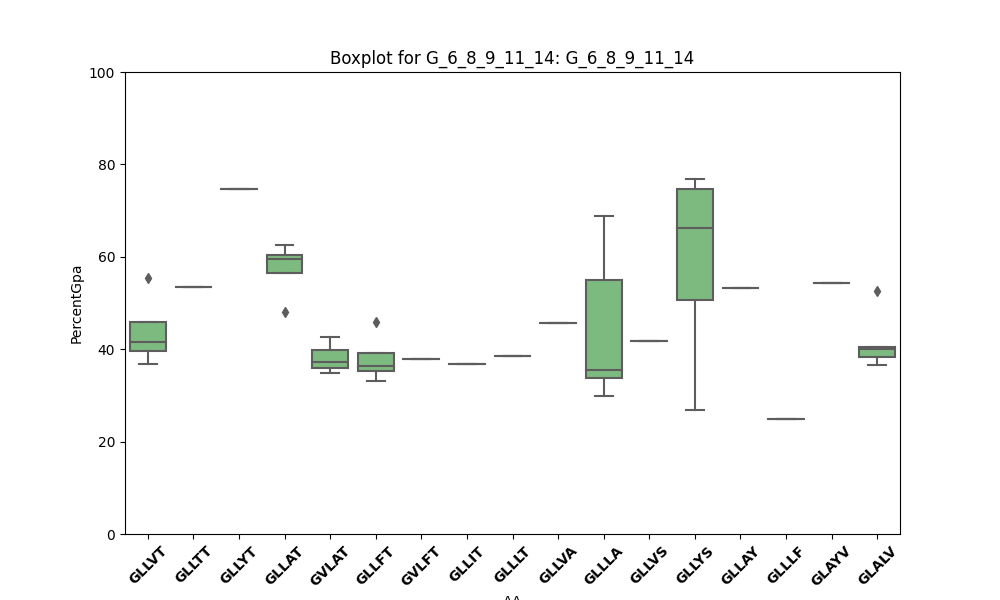 Boxplot for G_6_8_9_11_14: G_6_8_9_11_14
100
80
60
40
20
0
PercentGpa
GLLVT GLLTT GLLYT GLLAT GVLAT GLLFT GVLFT GLLIT GLLLT GLLVA GLLLA GLLVS GLLYS GLLAY GLLLF GLAYV GLALV
AA